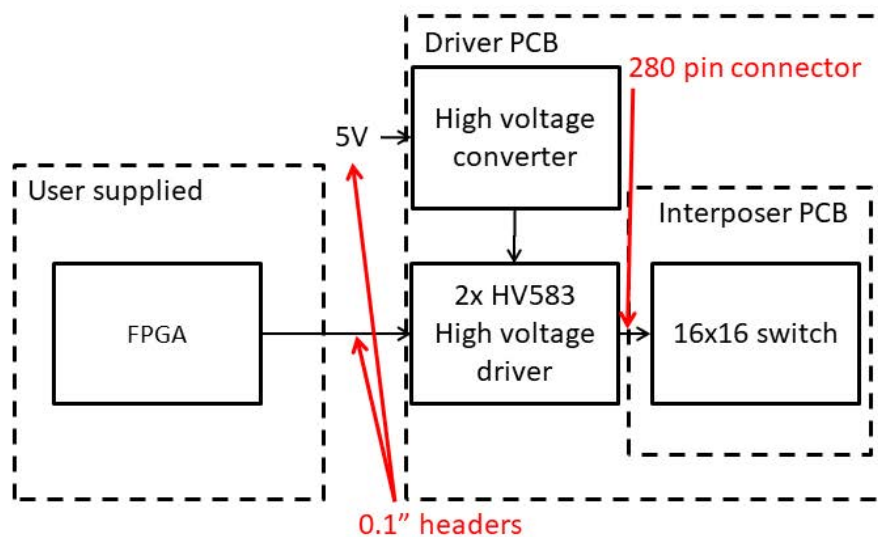 Driver PCB
280 pin connector
High voltage
converter
5V
User supplied
Interposer PCB
FPGA
2x HV583
High voltage
driver
16x16 switch
0.1” headers